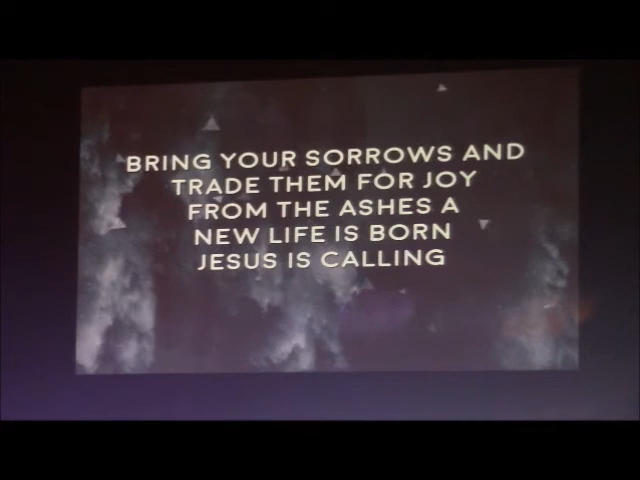 BRING YOUR SORROWS AND
TRADE THEM FOR JOY
FROM THE ASHES A
NEW LIFE IS BORN
JESUS IS CALLING